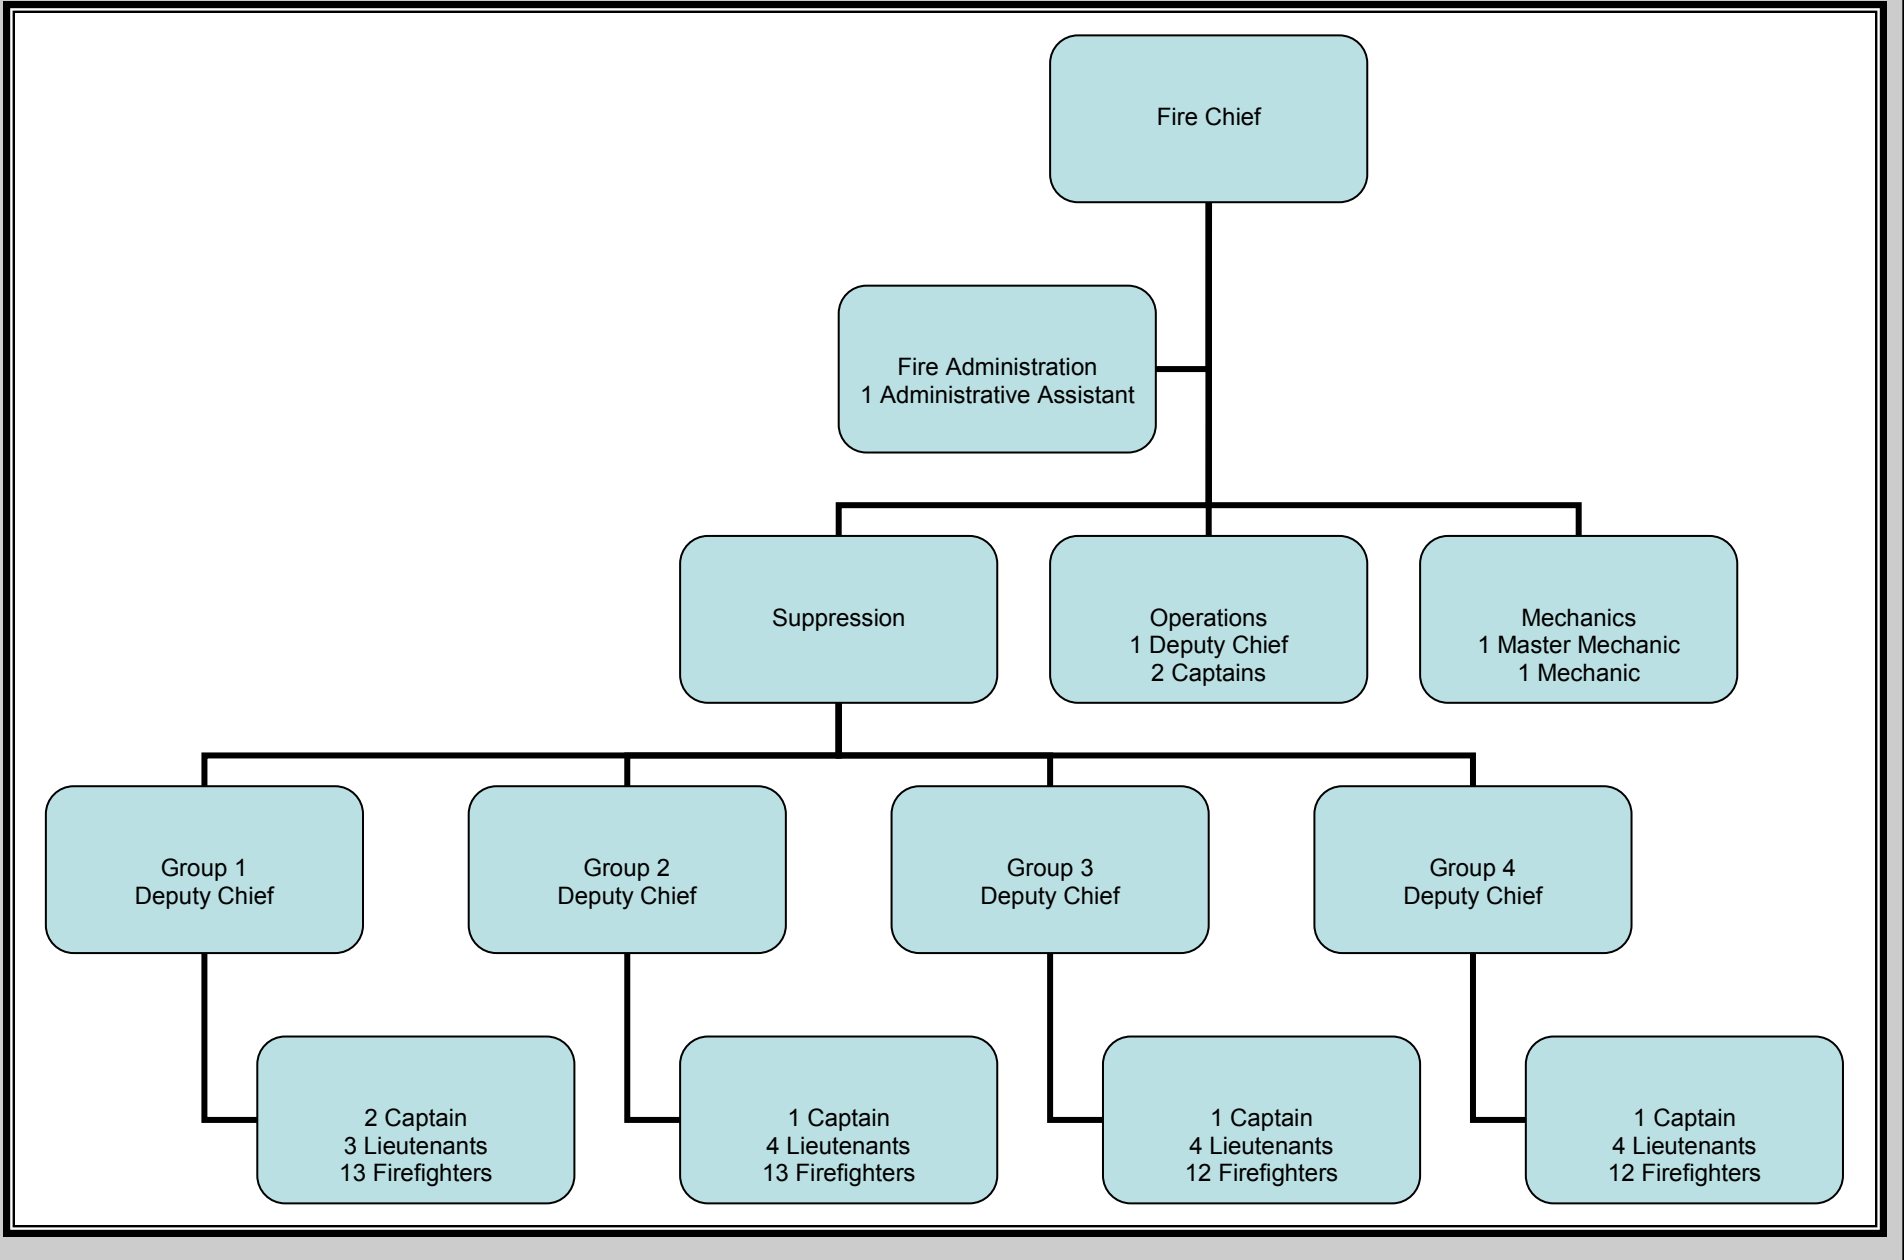 Fire Chief
Fire Administration
1 Administrative Assistant
Suppression
Operations
1 Deputy Chief
2 Captains
Mechanics
1 Master Mechanic
1 Mechanic
Group 1
Deputy Chief
Group 2
Deputy Chief
Group 3
Deputy Chief
Group 4
Deputy Chief
2 Captain
3 Lieutenants
13 Firefighters
1 Captain
4 Lieutenants
13 Firefighters
1 Captain
4 Lieutenants
12 Firefighters
1 Captain
4 Lieutenants
12 Firefighters